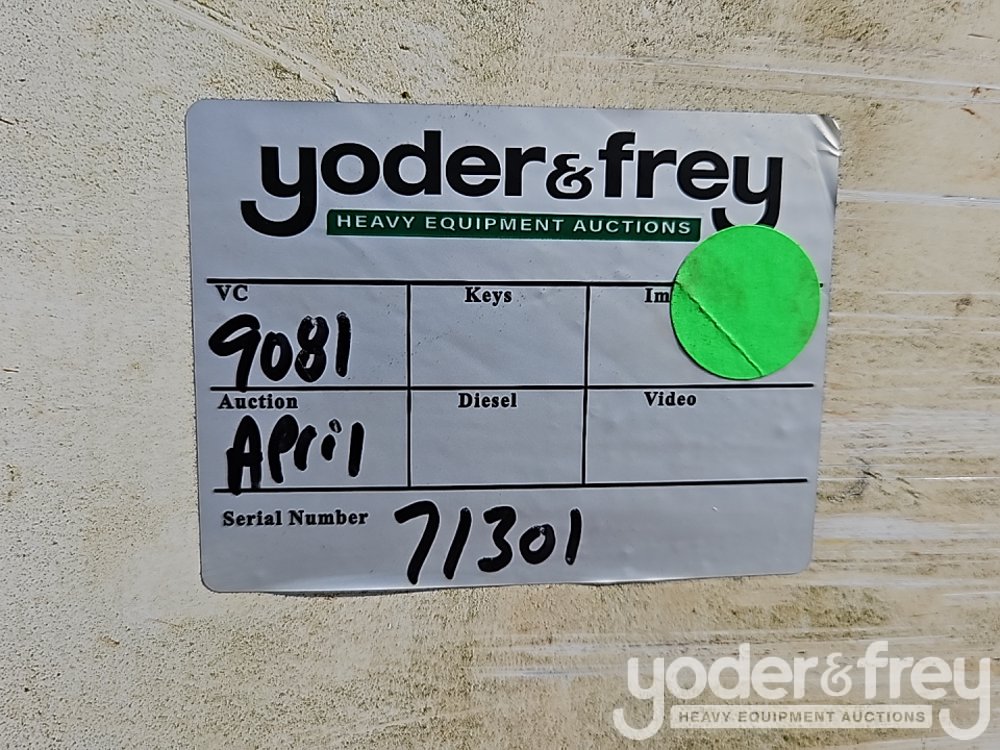 yoder&frey
HEAVY EQUIPMENT AUCTIONS
VC Keys Im
9081
Auction Diesel Video
April
Serial Number 71301
yoder&frey
HEAVY EQUIPMENT AUCTIONS